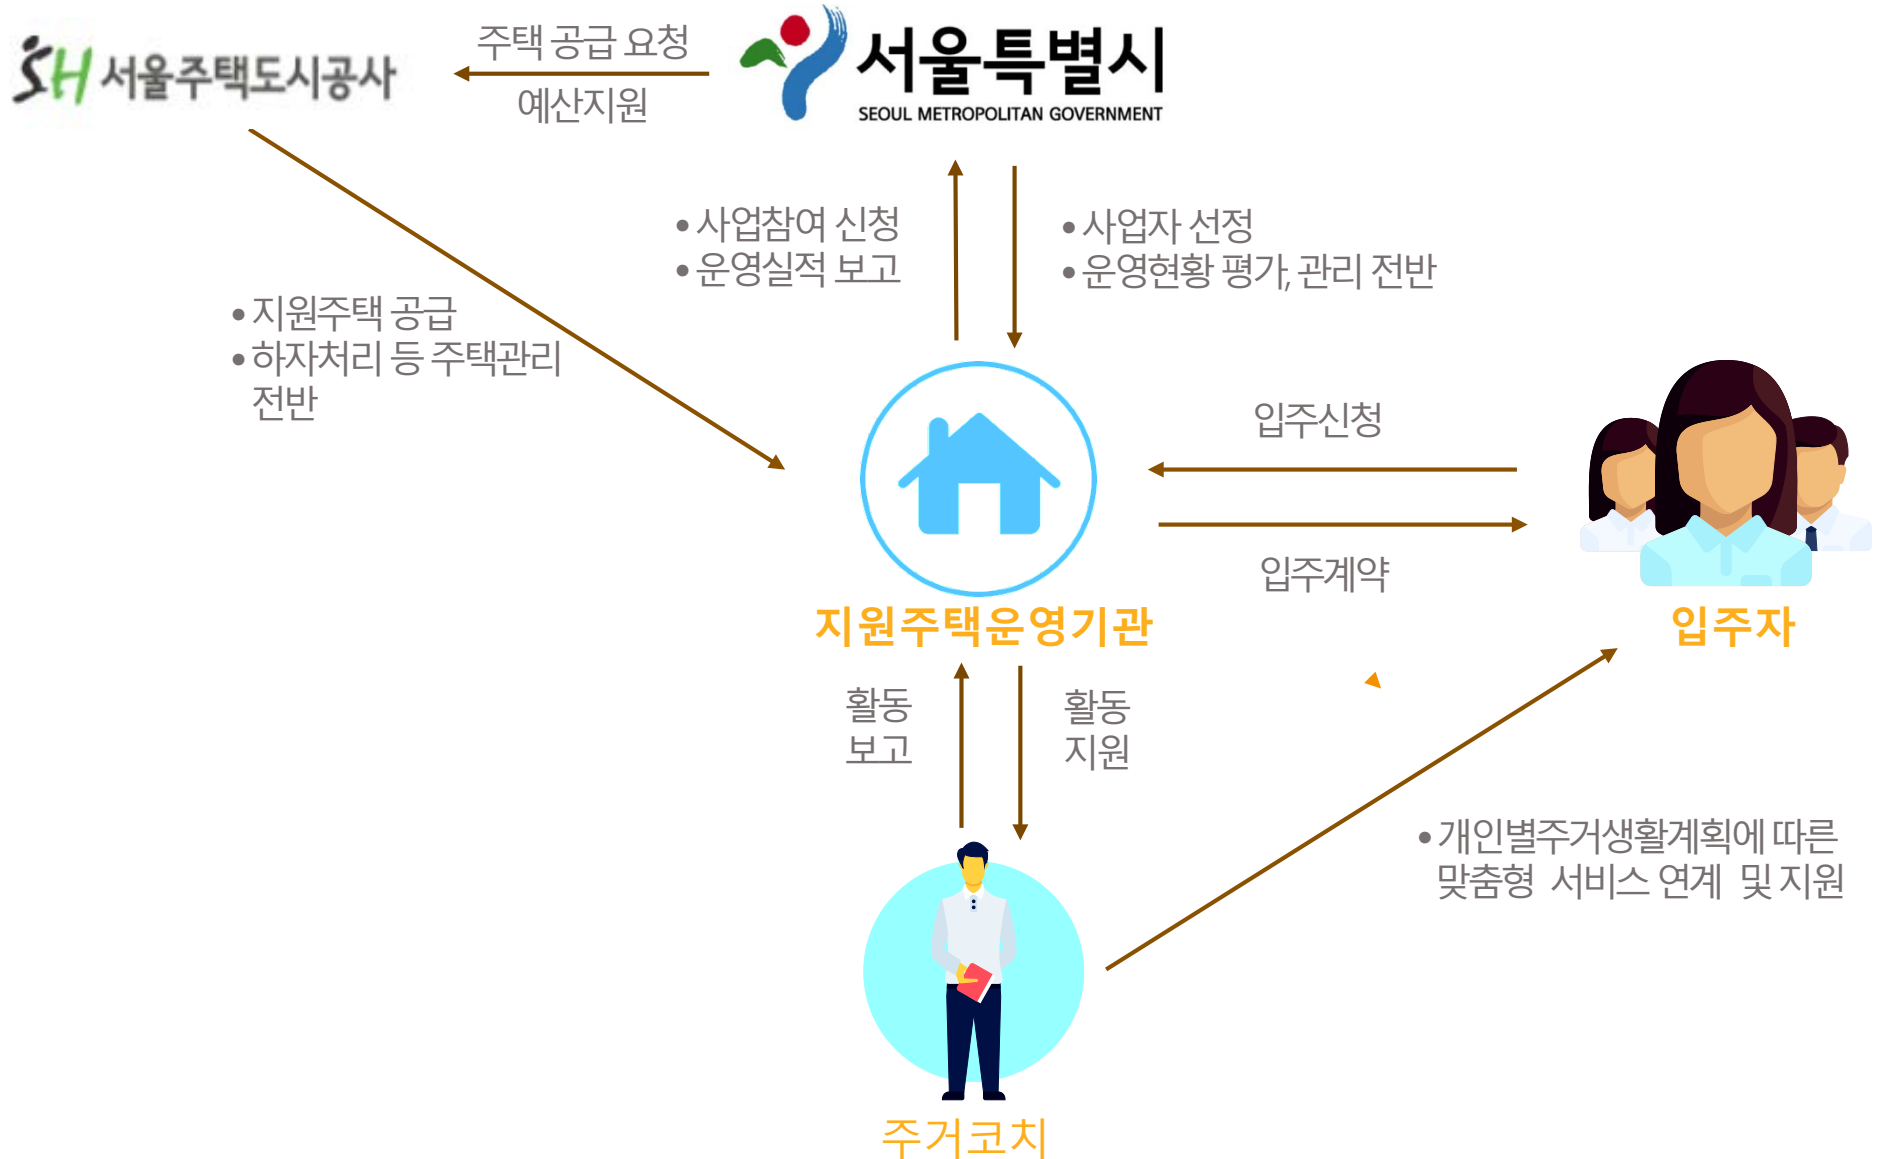 SH 서울주택도시공사
주택 공급 요청
예산지원
서울특별시
SEOUL METROPOLITAN GOVERNMENT
• 사업참여 신청
• 운영실적 보고
• 사업자 선정
• 운영현황 평가, 관리 전반
• 지원주택 공급
• 하자처리 등 주택관리
전반
입주신청
입주계약
지원주택운영기관
입주자
활동
보고
활동
지원
• 개인별주거생활계획에 따른
맞춤형 서비스 연계 및 지원
주거코치